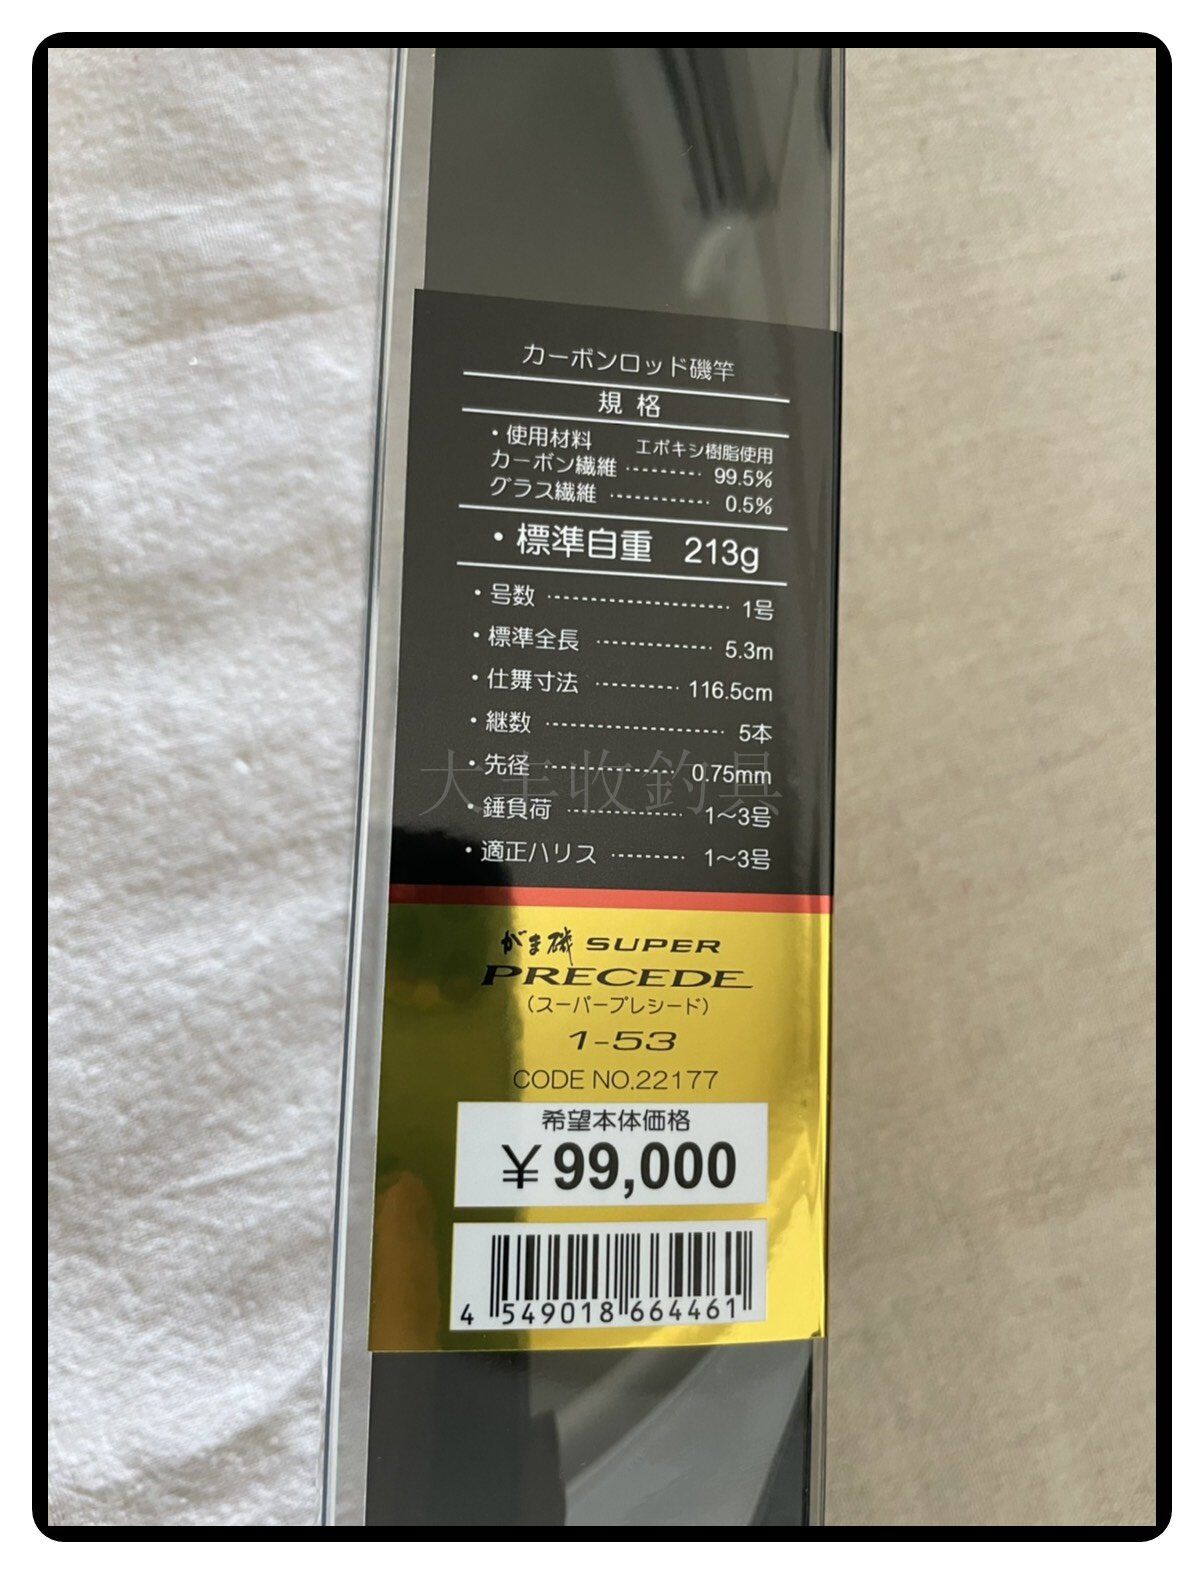 カーボンロッド磯竿
規格
・使用材料 エポキシ樹脂使用
カーボン繊維 ……… 99.5%
グラス繊維 ………… 0.5%
・標準自重 213g
・号数 ………………… 1号
・標準全長 ………… 5.3m
・仕舞寸法 ……… 116.5cm
・継数 ………………… 5本
・先径 …………… 0.75mm
大丰收釣具
・錘負荷 ………… 1〜3号
・適正ハリス ……… 1〜3号
がま磯 SUPER
PRECEDE
(スーパープレシード)
1-53
CODE NO.22177
希望本体価格
¥99,000
4 549018 664461